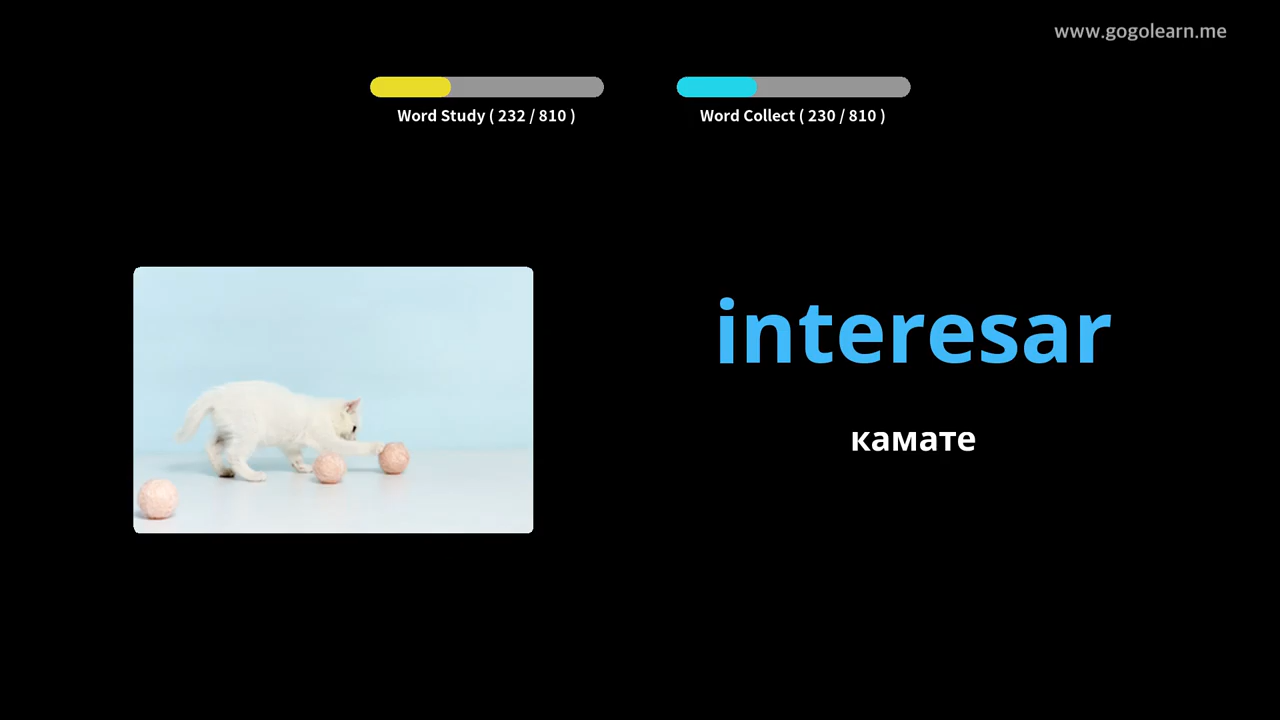 www.gogolearn.me
Word Study ( 232 / 810 )
Word Collect ( 230 / 810 )
interesar
камате